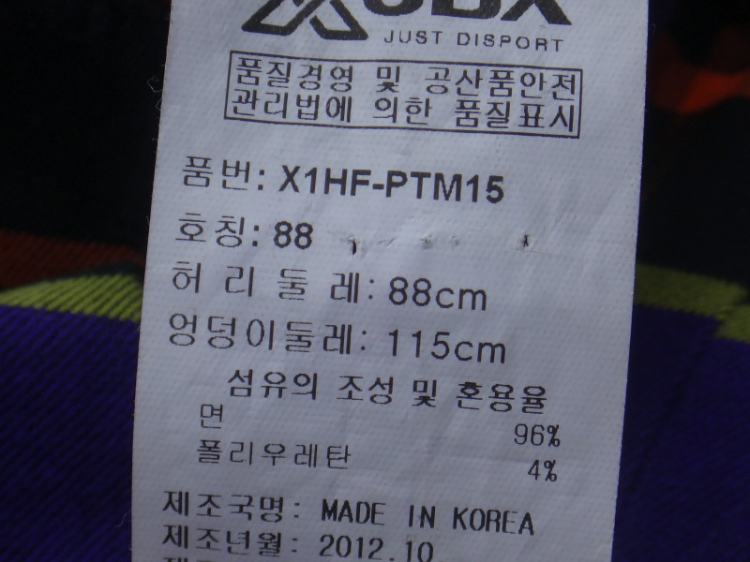 JUST DISPORT
품질경영 및 공산품안전
관리법에 의한 품질표시
품번: X1HF-PTM15
호칭: 88
허리둘레: 88cm
엉덩이둘레: 115cm
섬유의 조성 및 혼용율
면 96%
폴리우레탄 4%
제조국명: MADE IN KOREA
제조년월: 2012.10